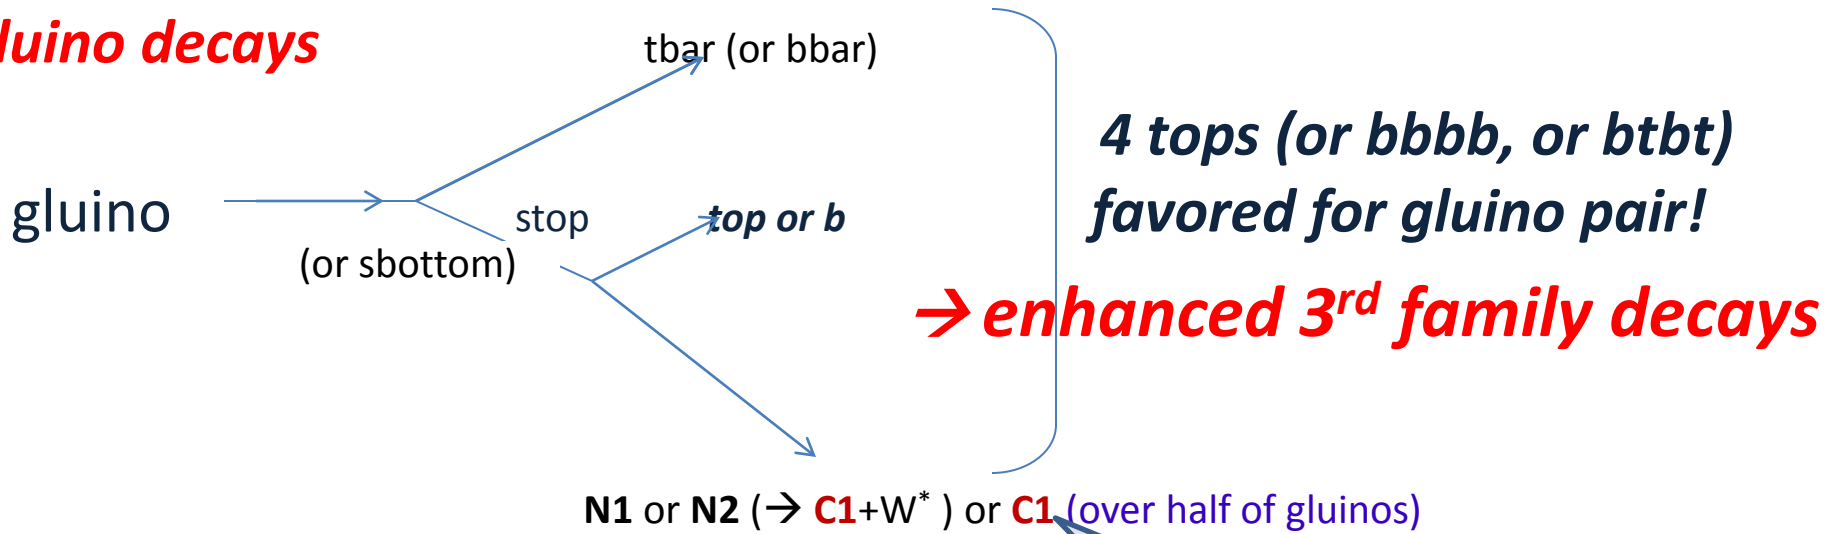 luino decays
tbar (or bbar)
4 tops (or bbbb, or btbt)
gluino
stop
top or b
favored for gluino pair!
(or sbottom)
→ enhanced 3rd family decays
N1 or N2 (→ C1+W* ) or C1 (over half of gluinos)